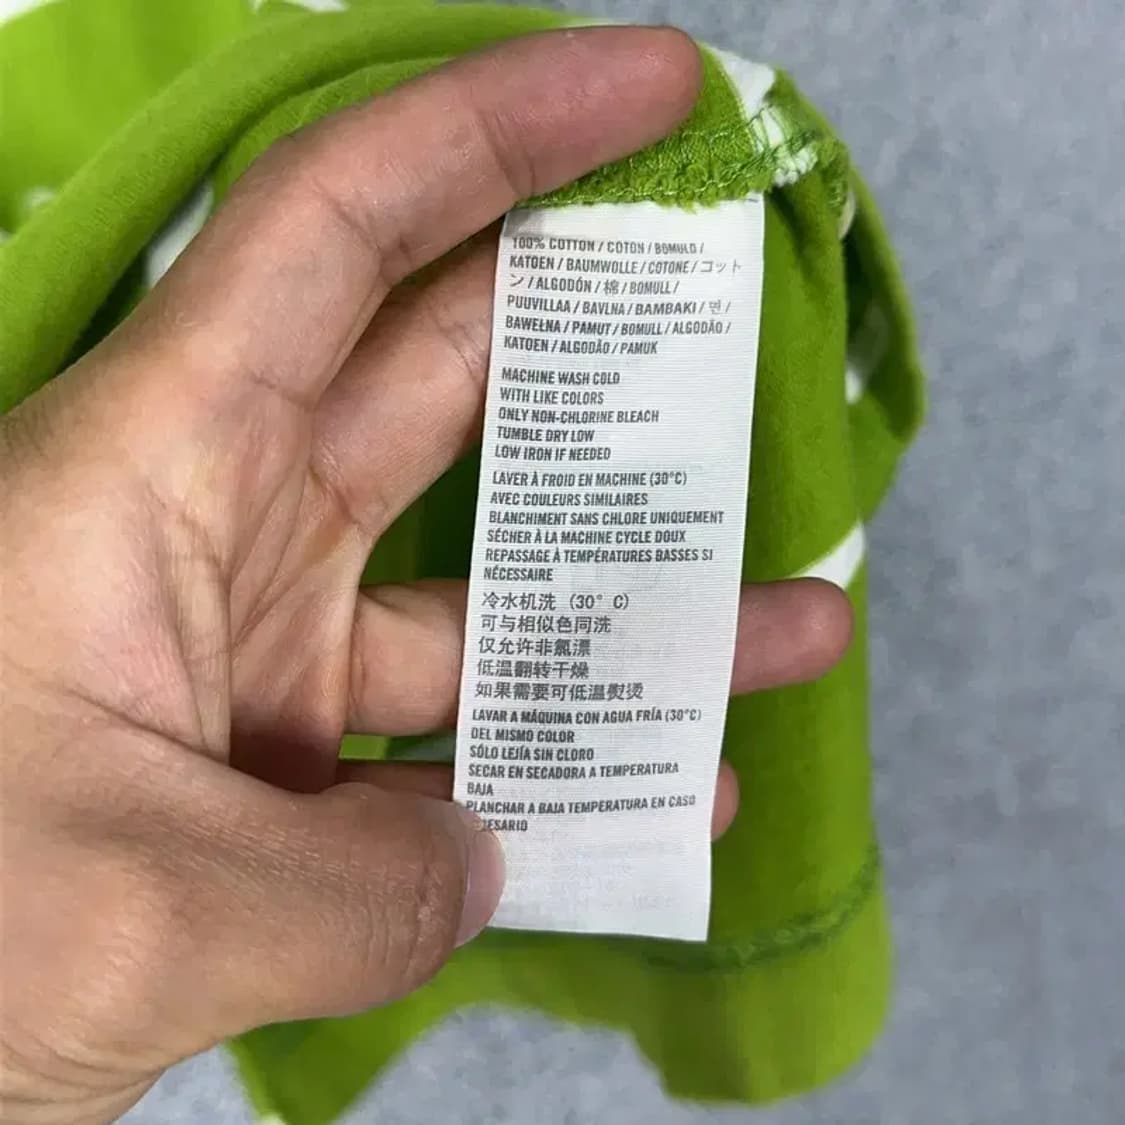 100% COTTON / COTON / BOMULD /
KATOEN / BAUMWOLLE / COTONE / コット
ン / ALGODÓN / 棉 / BOMULL /
PUUVILLAA / BAVLNA / BAMBAKI / 면 /
BAWEŁNA / PAMUT / BOMULL / ALGODÃO /
KATOEN / ALGODÃO / PAMUK
MACHINE WASH COLD
WITH LIKE COLORS
ONLY NON-CHLORINE BLEACH
TUMBLE DRY LOW
LOW IRON IF NEEDED
LAVER À FROID EN MACHINE (30°C)
AVEC COULEURS SIMILAIRES
BLANCHIMENT SANS CHLORE UNIQUEMENT
SÉCHER À LA MACHINE CYCLE DOUX
REPASSAGE À TEMPÉRATURES BASSES SI
NÉCESSAIRE
冷水机洗 (30° C)
可与相似色同洗
仅允许非氯漂
低温翻转干燥
如果需要可低温熨烫
LAVAR A MÁQUINA CON AGUA FRÍA (30°C)
DEL MISMO COLOR
SÓLO LEJÍA SIN CLORO
SECAR EN SECADORA A TEMPERATURA
BAJA
PLANCHAR A BAJA TEMPERATURA EN CASO